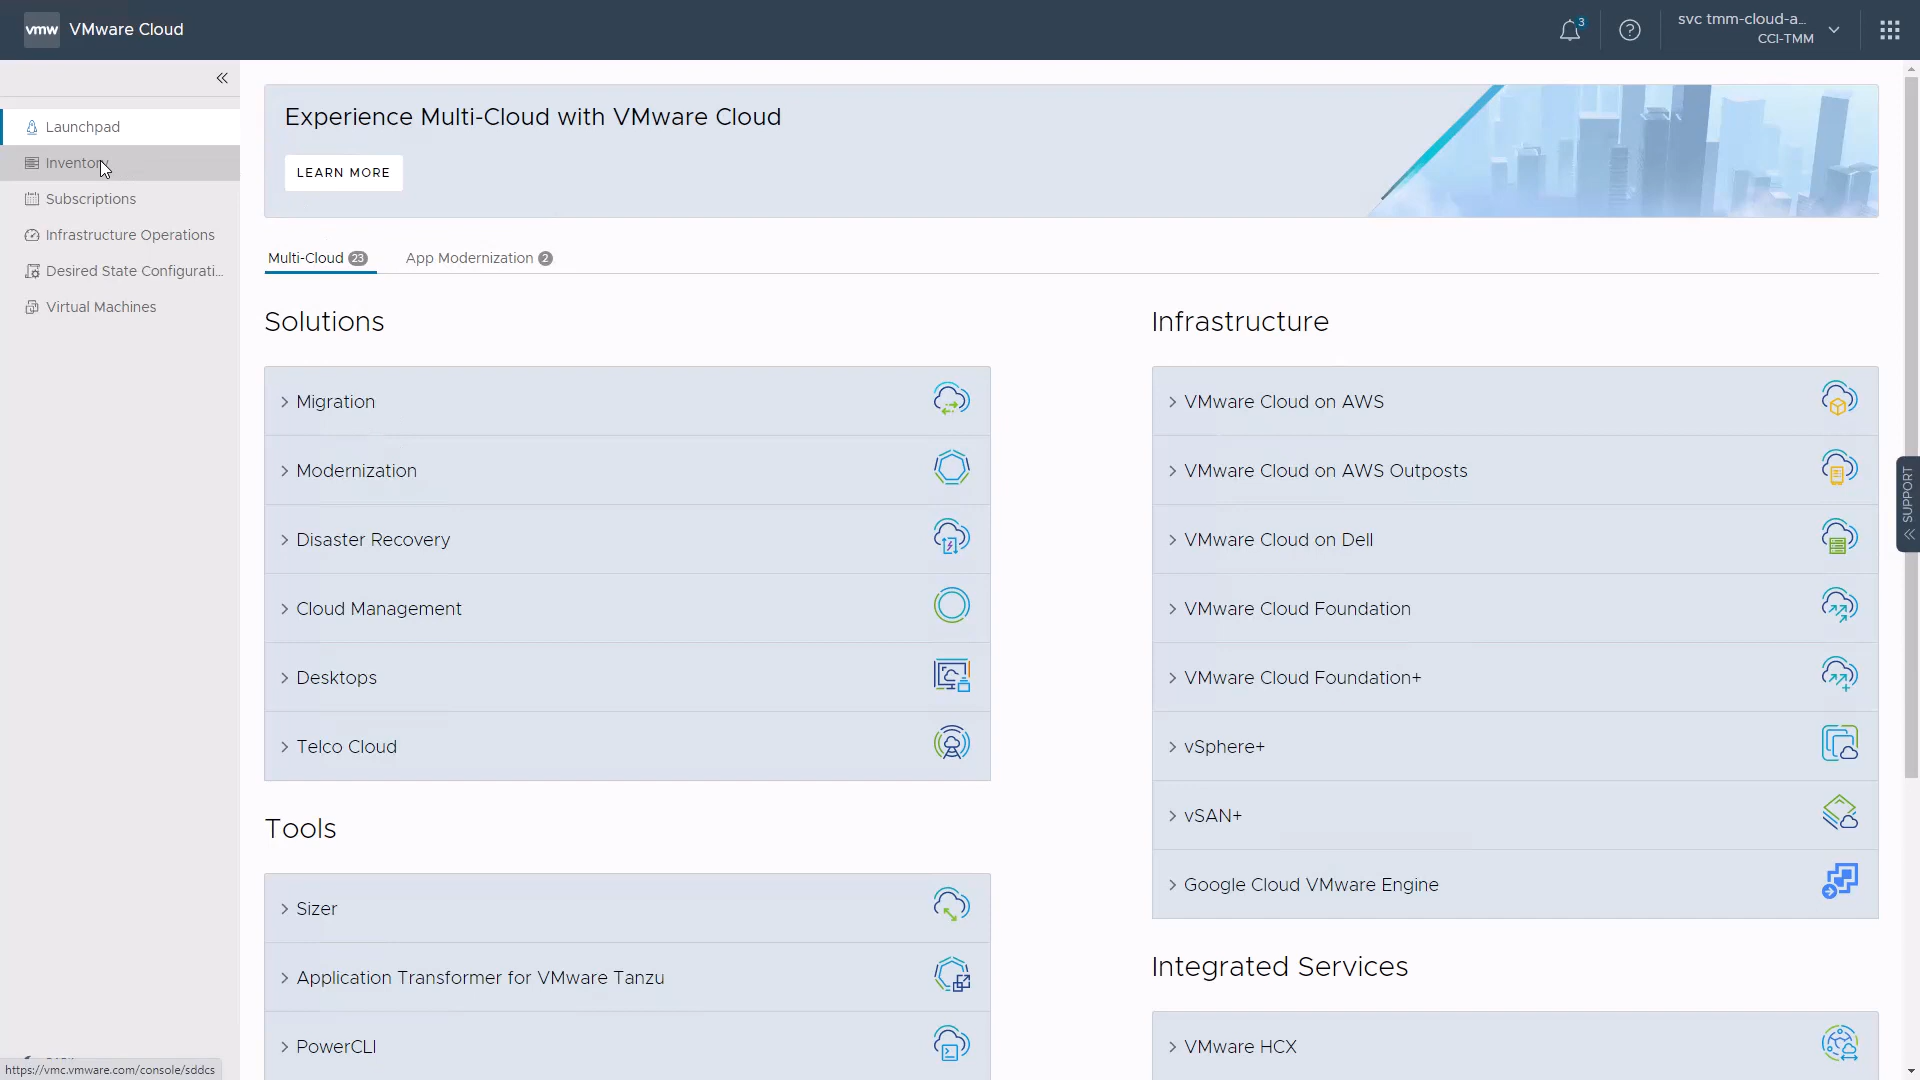 vmw VMware Cloud
3
svc tmm-cloud-a...
CCI-TMM
Launchpad
Inventory
Subscriptions
Infrastructure Operations
Desired State Configurati...
Virtual Machines
Experience Multi-Cloud with VMware Cloud
LEARN MORE
Multi-Cloud 23
App Modernization 2
Solutions
Migration
Modernization
Disaster Recovery
Cloud Management
Desktops
Telco Cloud
Tools
Sizer
Application Transformer for VMware Tanzu
PowerCLI
Infrastructure
VMware Cloud on AWS
VMware Cloud on AWS Outposts
VMware Cloud on Dell
VMware Cloud Foundation
VMware Cloud Foundation+
vSphere+
vSAN+
Google Cloud VMware Engine
Integrated Services
VMware HCX
SUPPORT
https://vmc.vmware.com/console/sddcs